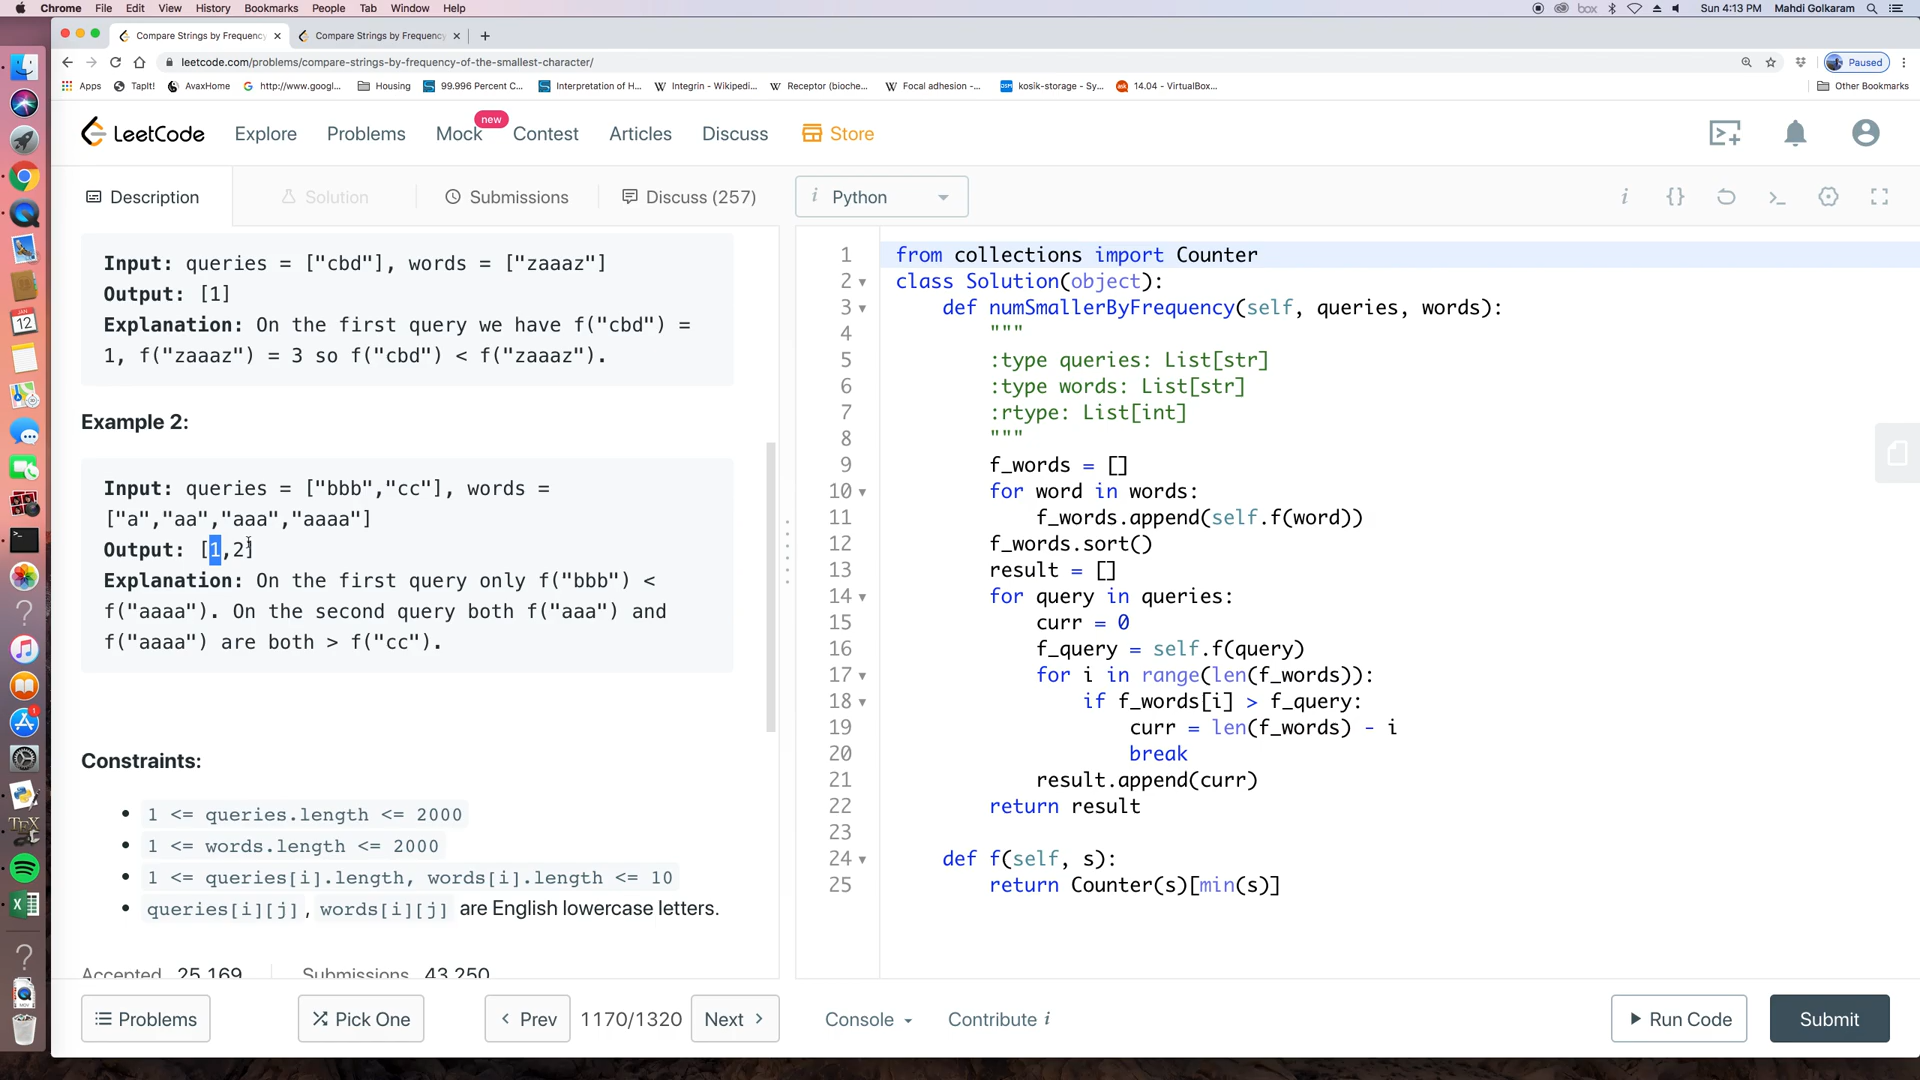 Chrome File Edit View History Bookmarks People Tab Window Help box Sun 4:13 PM Mahdi Golkaram
Compare Strings by Frequency Compare Strings by Frequency
leetcode.com/problems/compare-strings-by-frequency-of-the-smallest-character/ Paused
Apps TapIt! AvaxHome http://www.googl... Housing 99.996 Percent C... Interpretation of H... Integrin - Wikipedi... Receptor (bioche... Focal adhesion -... kosik-storage - Sy... 14.04 - VirtualBox... Other Bookmarks
LeetCode Explore Problems Mock new Contest Articles Discuss Store
Description Solution Submissions Discuss (257) i Python
Input: queries = ["cbd"], words = ["zaaaz"]
Output: [1]
Explanation: On the first query we have f("cbd") =
1, f("zaaaz") = 3 so f("cbd") < f("zaaaz").
Example 2:
Input: queries = ["bbb","cc"], words =
["a","aa","aaa","aaaa"]
Output: [1,2]
Explanation: On the first query only f("bbb") <
f("aaaa"). On the second query both f("aaa") and
f("aaaa") are both > f("cc").
Constraints:
1 <= queries.length <= 2000
1 <= words.length <= 2000
1 <= queries[i].length, words[i].length <= 10
queries[i][j], words[i][j] are English lowercase letters.
Accepted 25,169 Submissions 43,250
1 from collections import Counter
2 class Solution(object):
3 def numSmallerByFrequency(self, queries, words):
4 """
5 :type queries: List[str]
6 :type words: List[str]
7 :rtype: List[int]
8 """
9 f_words = []
10 for word in words:
11 f_words.append(self.f(word))
12 f_words.sort()
13 result = []
14 for query in queries:
15 curr = 0
16 f_query = self.f(query)
17 for i in range(len(f_words)):
18 if f_words[i] > f_query:
19 curr = len(f_words) - i
20 break
21 result.append(curr)
22 return result
23
24 def f(self, s):
25 return Counter(s)[min(s)]
Problems Pick One Prev 1170/1320 Next Console Contribute i Run Code Submit